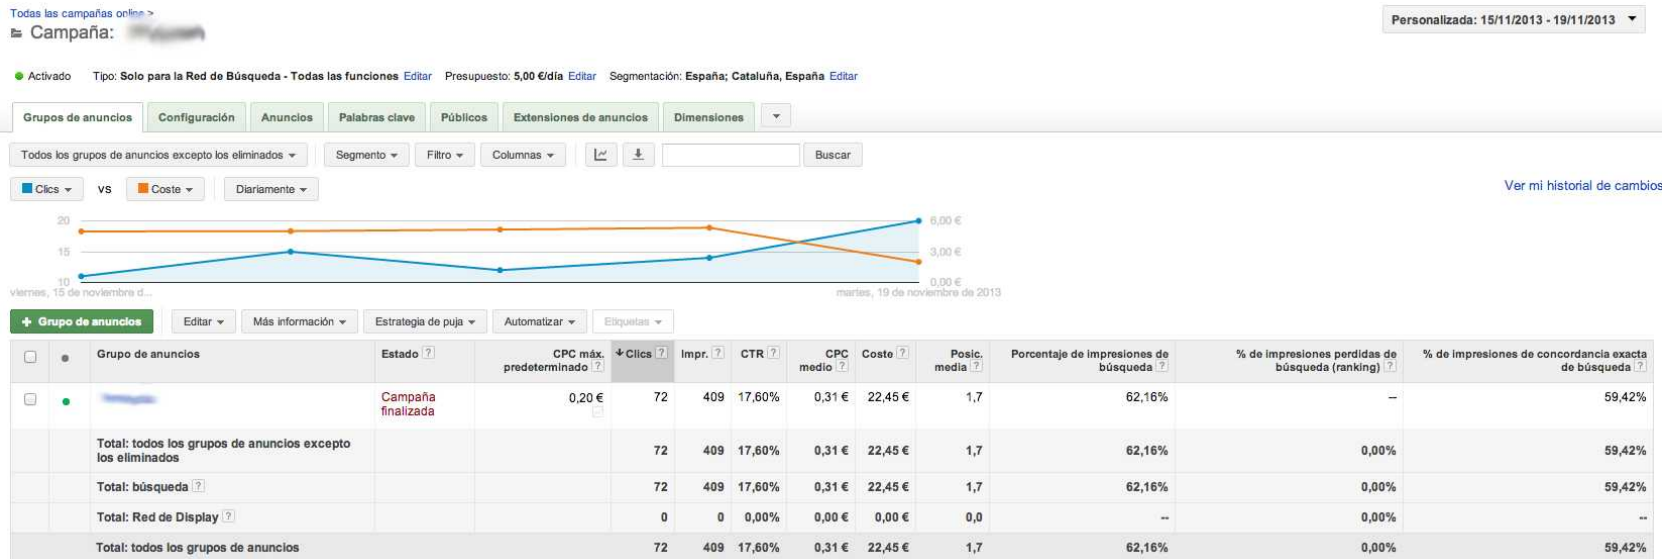 Todas las campañas online >
Campaña:
Personalizada: 15/11/2013 - 19/11/2013
Activado Tipo: Solo para la Red de Búsqueda - Todas las funciones Editar Presupuesto: 5,00 €/día Editar Segmentación: España; Cataluña, España Editar
Grupos de anuncios Configuración Anuncios Palabras clave Públicos Extensiones de anuncios Dimensiones
Todos los grupos de anuncios excepto los eliminados Segmento Filtro Columnas Buscar
Clics vs Coste Diariamente
Ver mi historial de cambios
20 6,00 €
15 3,00 €
10 0,00 €
viernes, 15 de noviembre d... martes, 19 de noviembre de 2013
+ Grupo de anuncios Editar Más información Estrategia de puja Automatizar Etiquetas
Grupo de anuncios Estado ? CPC máx. predeterminado ? Clics ? Impr. ? CTR ? CPC medio ? Coste ? Posic. media ? Porcentaje de impresiones de búsqueda ? % de impresiones perdidas de búsqueda (ranking) ? % de impresiones de concordancia exacta de búsqueda ?
Campaña finalizada 0,20 € 72 409 17,60% 0,31 € 22,45 € 1,7 62,16% -- 59,42%
Total: todos los grupos de anuncios excepto los eliminados 72 409 17,60% 0,31 € 22,45 € 1,7 62,16% 0,00% 59,42%
Total: búsqueda ? 72 409 17,60% 0,31 € 22,45 € 1,7 62,16% 0,00% 59,42%
Total: Red de Display ? 0 0 0,00% 0,00 € 0,00 € 0,0 -- 0,00% --
Total: todos los grupos de anuncios 72 409 17,60% 0,31 € 22,45 € 1,7 62,16% 0,00% 59,42%